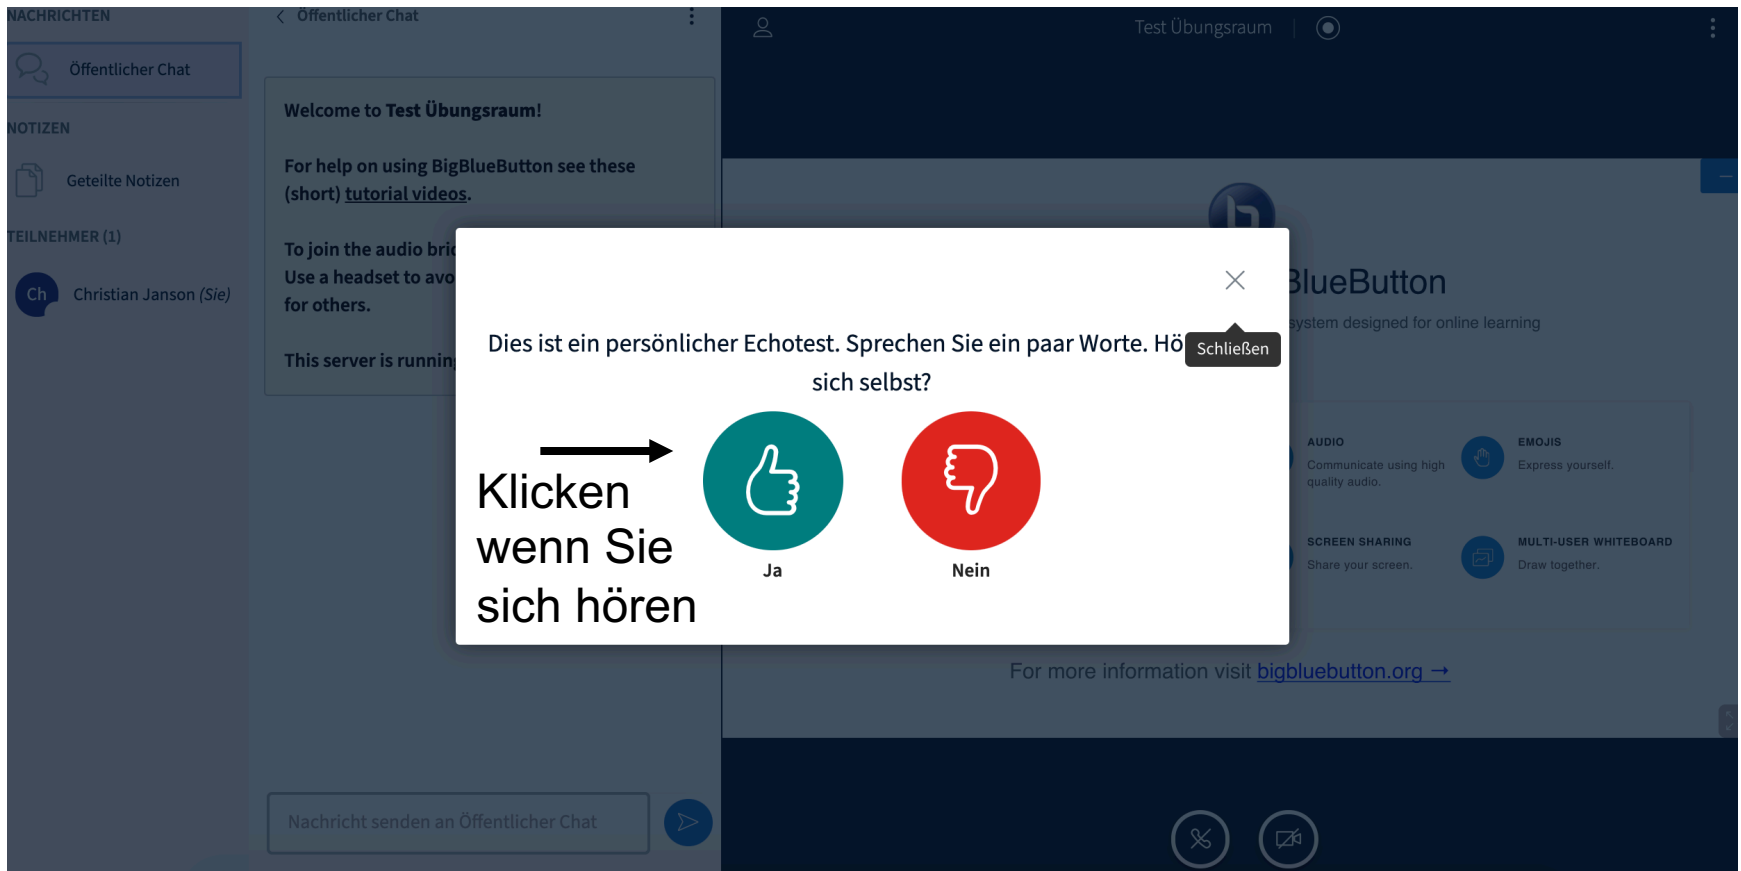 NACHRICHTEN
Öffentlicher Chat
NOTIZEN
Geteilte Notizen
TEILNEHMER (1)
Ch
Christian Janson (Sie)
Öffentlicher Chat
Welcome to Test Übungsraum!
For help on using BigBlueButton see these
(short) tutorial videos.
To join the audio
Use a headset to
for others.
This server is
Nachricht senden an Öffentlicher Chat
Test Übungsraum
Dies ist ein persönlicher Echotest. Sprechen Sie ein paar Worte.
sich selbst?
Schließen
Klicken
wenn Sie
sich hören
Ja
Nein
BlueButton
system designed for online learning
AUDIO
Communicate using high
quality audio.
EMOJIS
Express yourself.
SCREEN SHARING
Share your screen.
MULTI-USER WHITEBOARD
Draw together.
For more information visit bigbluebutton.org →